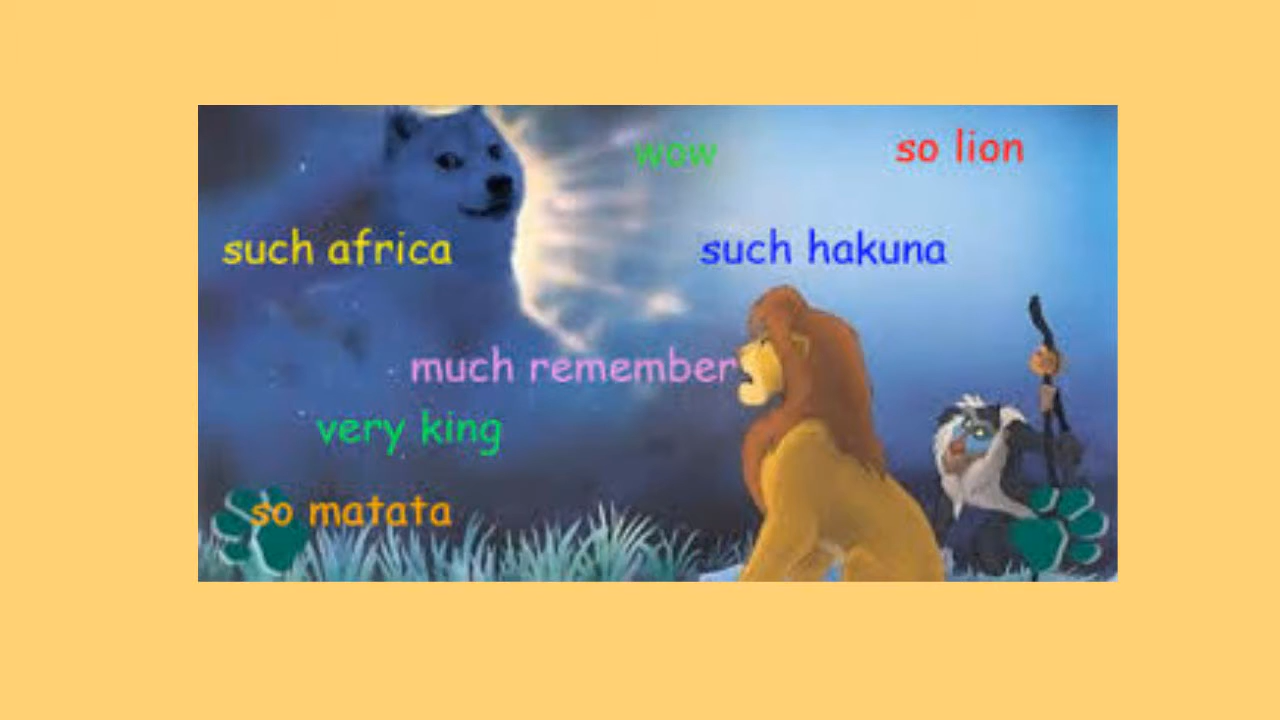 wow
so lion
such africa
such hakuna
much remember
very king
so matata